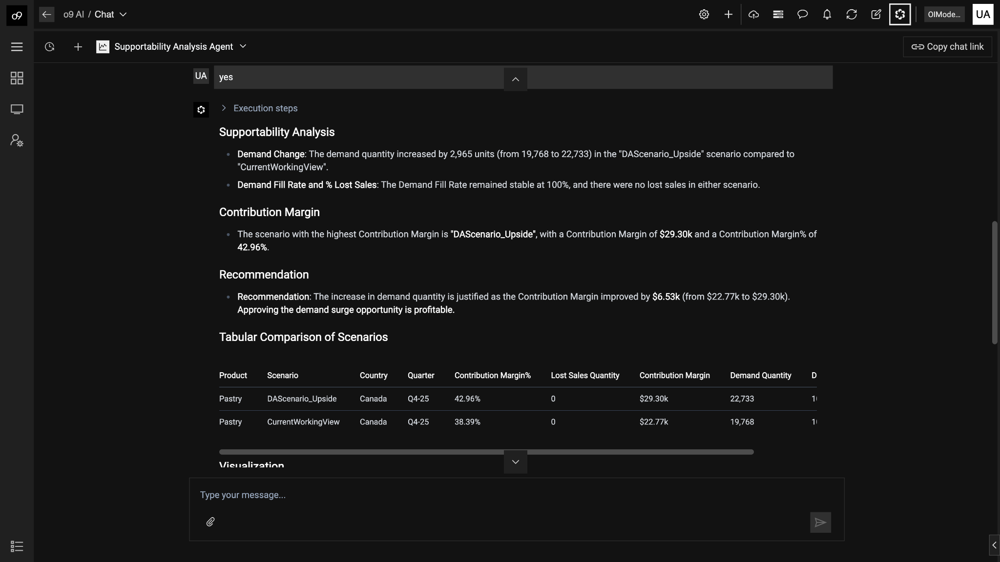 o9
o9 AI / Chat
OIMode...
UA
Supportability Analysis Agent
Copy chat link
UA
yes
Execution steps
Supportability Analysis
Demand Change: The demand quantity increased by 2,965 units (from 19,768 to 22,733) in the "DAScenario_Upside" scenario compared to
"CurrentWorkingView".
Demand Fill Rate and % Lost Sales: The Demand Fill Rate remained stable at 100%, and there were no lost sales in either scenario.
Contribution Margin
The scenario with the highest Contribution Margin is "DAScenario_Upside", with a Contribution Margin of $29.30k and a Contribution Margin% of
42.96%.
Recommendation
Recommendation: The increase in demand quantity is justified as the Contribution Margin improved by $6.53k (from $22.77k to $29.30k).
Approving the demand surge opportunity is profitable.
Tabular Comparison of Scenarios
Product Scenario Country Quarter Contribution Margin% Lost Sales Quantity Contribution Margin Demand Quantity D
Pastry DAScenario_Upside Canada Q4-25 42.96% 0 $29.30k 22,733
Pastry CurrentWorkingView Canada Q4-25 38.39% 0 $22.77k 19,768
Visualization
Type your message...